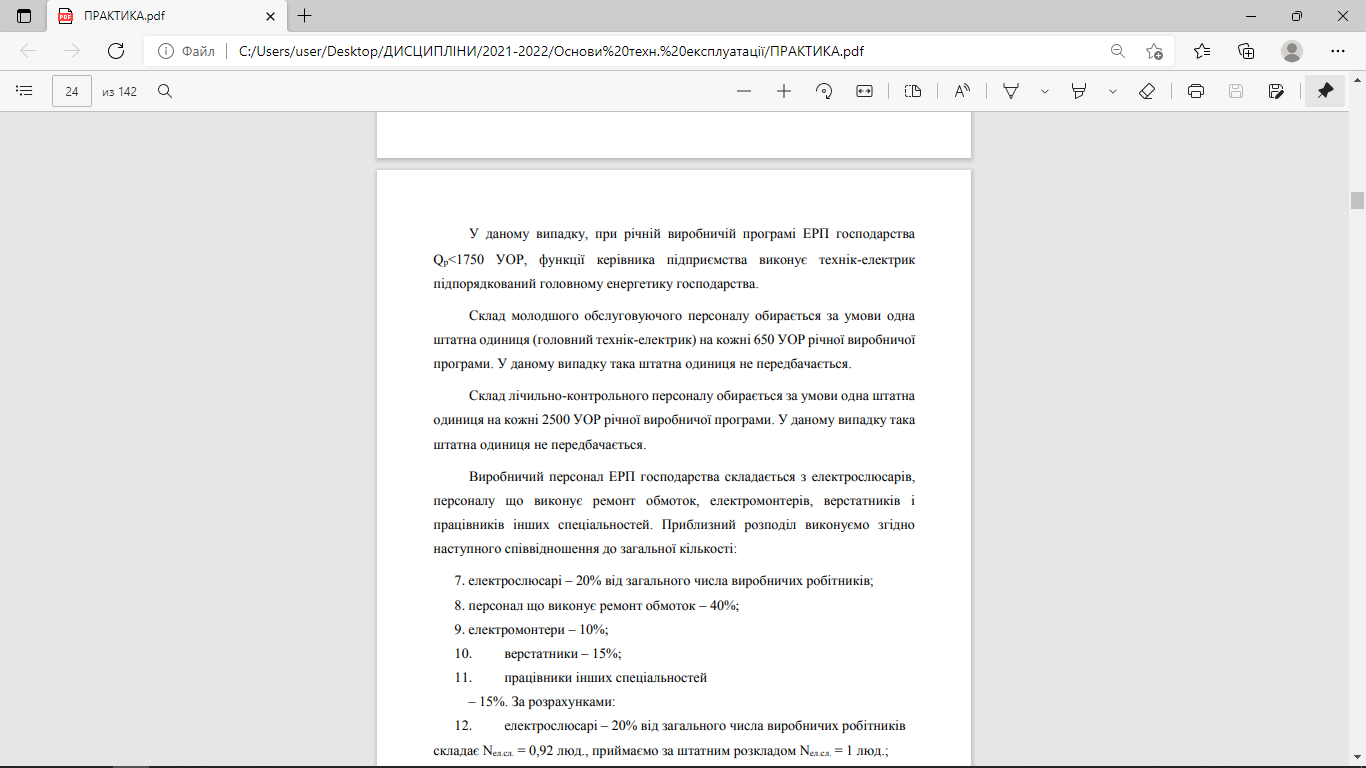 ПРАКТИКА.pdf
Файл C:/Users/user/Desktop/ДИСЦИПЛІНИ/2021-2022/Основи%20техн.%20експлуатації/ПРАКТИКА.pdf
24 из 142
У даному випадку, при річній виробничій програмі ЕРП господарства
Qр<1750 УОР, функції керівника підприємства виконує технік-електрик
підпорядкований головному енергетику господарства.
Склад молодшого обслуговуючого персоналу обирається за умови одна
штатна одиниця (головний технік-електрик) на кожні 650 УОР річної виробничої
програми. У даному випадку така штатна одиниця не передбачається.
Склад лічильно-контрольного персоналу обирається за умови одна штатна
одиниця на кожні 2500 УОР річної виробничої програми. У даному випадку така
штатна одиниця не передбачається.
Виробничий персонал ЕРП господарства складається з електрослюсарів,
персоналу що виконує ремонт обмоток, електромонтерів, верстатників і
працівників інших спеціальностей. Приблизний розподіл виконуємо згідно
наступного співвідношення до загальної кількості:
7. електрослюсарі – 20% від загального числа виробничих робітників;
8. персонал що виконує ремонт обмоток – 40%;
9. електромонтери – 10%;
10. верстатники – 15%;
11. працівники інших спеціальностей
– 15%. За розрахунками:
12. електрослюсарі – 20% від загального числа виробничих робітників
складає Nел.сл. = 0,92 люд., приймаємо за штатним розкладом Nел.сл. = 1 люд.;